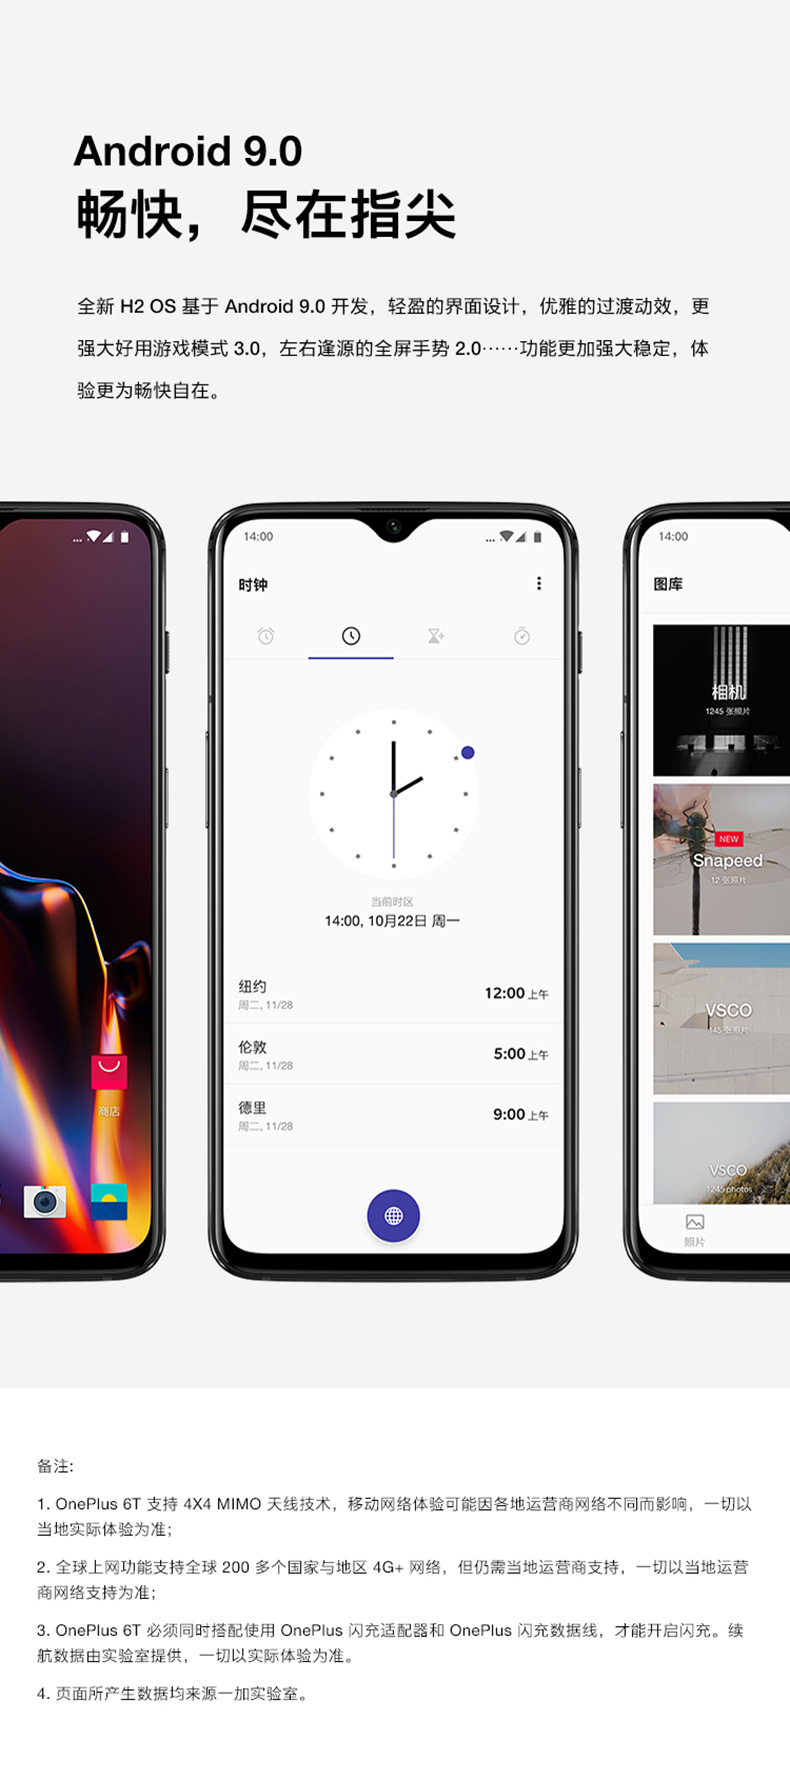 Android 9.0
畅快，尽在指尖
全新 H2 OS 基于 Android 9.0 开发，轻盈的界面设计，优雅的过渡动效，更
强大好用游戏模式 3.0，左右逢源的全屏手势 2.0……功能更加强大稳定，体
验更为畅快自在。
商店
14:00
时钟
当前时区
14:00, 10月22日 周一
纽约
12:00 上午
周二, 11/28
伦敦
5:00 上午
周二, 11/28
德里
9:00 上午
周二, 11/28
14:00
图库
相机
1245 张照片
NEW
Snapeed
12 张照片
VSCO
145 张照片
VSCO
1245 photos
照片
备注:
1. OnePlus 6T 支持 4X4 MIMO 天线技术，移动网络体验可能因各地运营商网络不同而影响，一切以
当地实际体验为准；
2. 全球上网功能支持全球 200 多个国家与地区 4G+ 网络，但仍需当地运营商支持，一切以当地运营
商网络支持为准；
3. OnePlus 6T 必须同时搭配使用 OnePlus 闪充适配器和 OnePlus 闪充数据线，才能开启闪充。续
航数据由实验室提供，一切以实际体验为准。
4. 页面所产生数据均来源一加实验室。